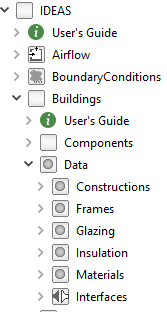 IDEAS
User's Guide
Airflow
BoundaryConditions
Buildings
User's Guide
Components
Data
Constructions
Frames
Glazing
Insulation
Materials
Interfaces